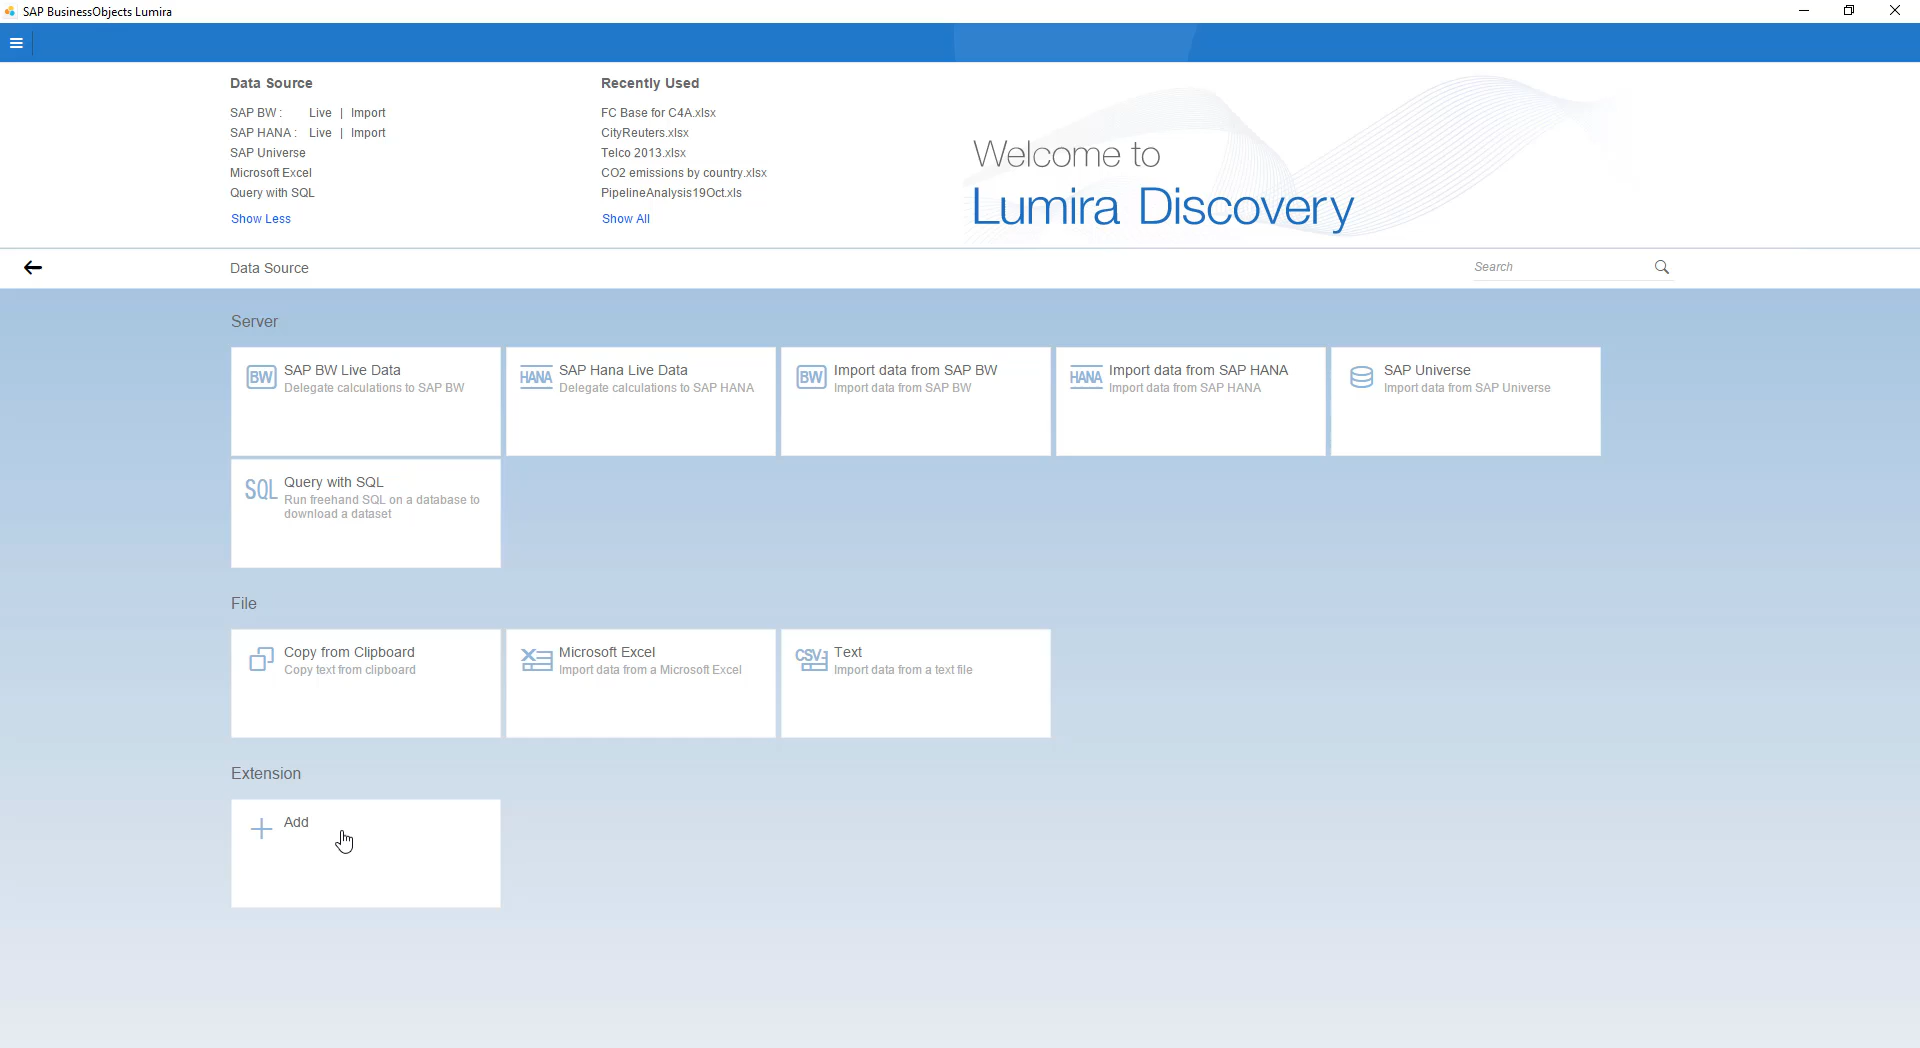 SAP BusinessObjects Lumira
Data Source
SAP BW : Live | Import
SAP HANA : Live | Import
SAP Universe
Microsoft Excel
Query with SQL
Show Less
Recently Used
FC Base for C4A.xlsx
CityReuters.xlsx
Telco 2013.xlsx
CO2 emissions by country.xlsx
PipelineAnalysis19Oct.xls
Show All
Welcome to
Lumira Discovery
Data Source
Search
Server
BW SAP BW Live Data
Delegate calculations to SAP BW
HANA SAP Hana Live Data
Delegate calculations to SAP HANA
BW Import data from SAP BW
Import data from SAP BW
HANA Import data from SAP HANA
Import data from SAP HANA
SAP Universe
Import data from SAP Universe
SQL Query with SQL
Run freehand SQL on a database to
download a dataset
File
Copy from Clipboard
Copy text from clipboard
Microsoft Excel
Import data from a Microsoft Excel
CSV Text
Import data from a text file
Extension
Add